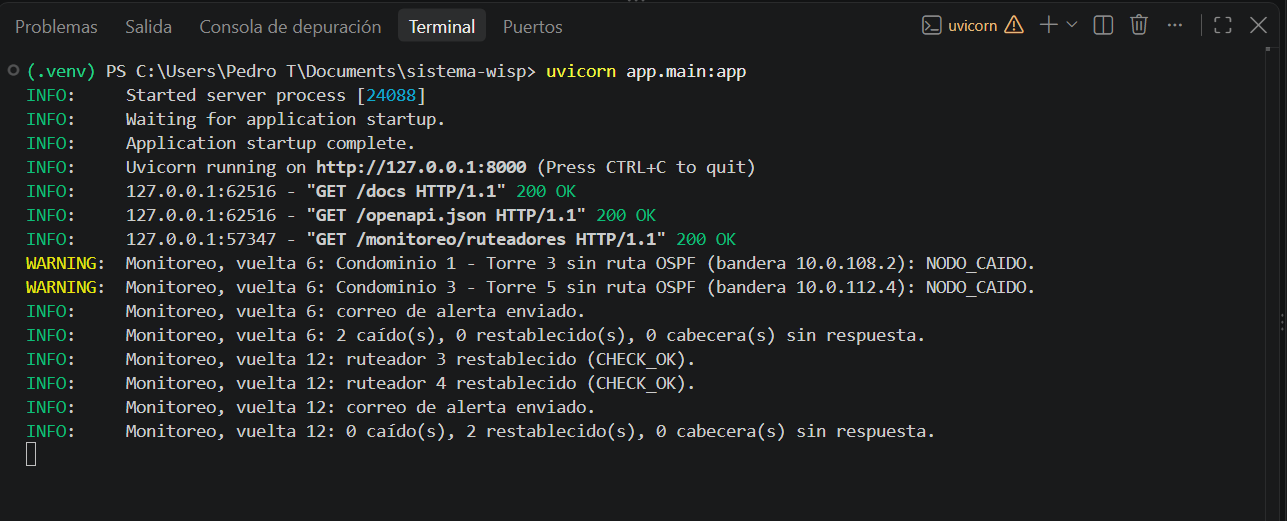 Problemas Salida Consola de depuración Terminal Puertos uvicorn
(.venv) PS C:\Users\Pedro T\Documents\sistema-wisp> uvicorn app.main:app
INFO:     Started server process [24088]
INFO:     Waiting for application startup.
INFO:     Application startup complete.
INFO:     Uvicorn running on http://127.0.0.1:8000 (Press CTRL+C to quit)
INFO:     127.0.0.1:62516 - "GET /docs HTTP/1.1" 200 OK
INFO:     127.0.0.1:62516 - "GET /openapi.json HTTP/1.1" 200 OK
INFO:     127.0.0.1:57347 - "GET /monitoreo/ruteadores HTTP/1.1" 200 OK
WARNING:  Monitoreo, vuelta 6: Condominio 1 - Torre 3 sin ruta OSPF (bandera 10.0.108.2): NODO_CAIDO.
WARNING:  Monitoreo, vuelta 6: Condominio 3 - Torre 5 sin ruta OSPF (bandera 10.0.112.4): NODO_CAIDO.
INFO:     Monitoreo, vuelta 6: correo de alerta enviado.
INFO:     Monitoreo, vuelta 6: 2 caído(s), 0 restablecido(s), 0 cabecera(s) sin respuesta.
INFO:     Monitoreo, vuelta 12: ruteador 3 restablecido (CHECK_OK).
INFO:     Monitoreo, vuelta 12: ruteador 4 restablecido (CHECK_OK).
INFO:     Monitoreo, vuelta 12: correo de alerta enviado.
INFO:     Monitoreo, vuelta 12: 0 caído(s), 2 restablecido(s), 0 cabecera(s) sin respuesta.